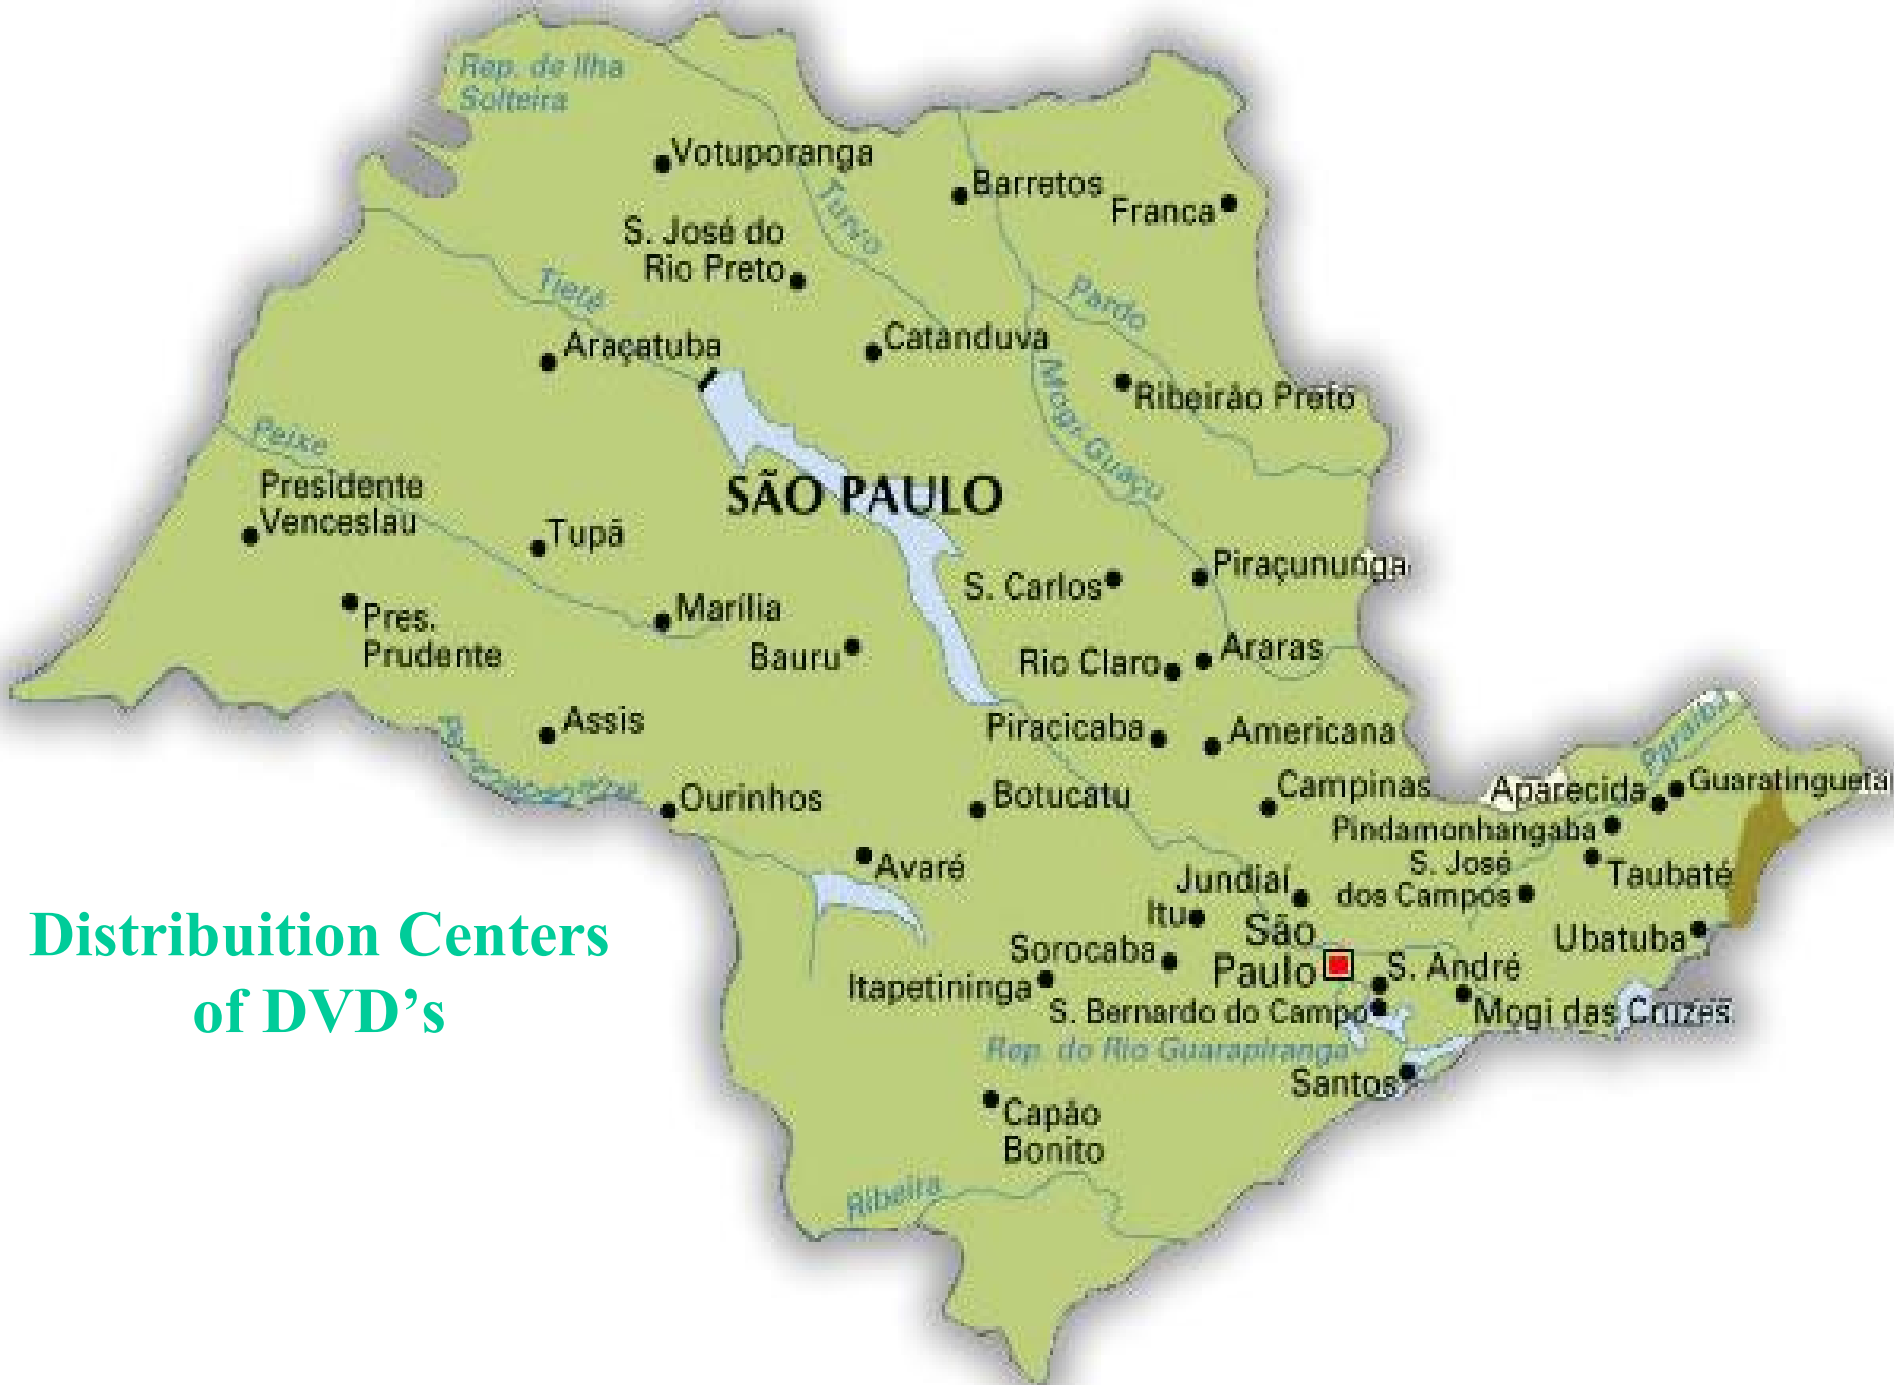 Rep. de Ilha
Solteira
Votuporanga
Barretos
Franca
Turvo
S. José do
Rio Preto
Tietê
Pardo
Araçatuba
Catanduva
Ribeirão Preto
Mogi Guaçu
Peixe
Presidente
Venceslau
SÃO PAULO
Tupã
S. Carlos
Piraçununga
Pres.
Prudente
Marília
Bauru
Rio Claro
Araras
Assis
Piracicaba
Americana
Paraíba
Ourinhos
Botucatu
Campinas
Aparecida
Guaratinguetá
Pindamonhangaba
Avaré
Jundiaí
S. José
dos Campos
Taubaté
Itu
São
Paulo
Ubatuba
Distribuition Centers
of DVD’s
Sorocaba
Itapetininga
S. André
S. Bernardo do Campo
Mogi das Cruzes
Rep. do Rio Guarapiranga
Santos
Capão
Bonito
Ribeira